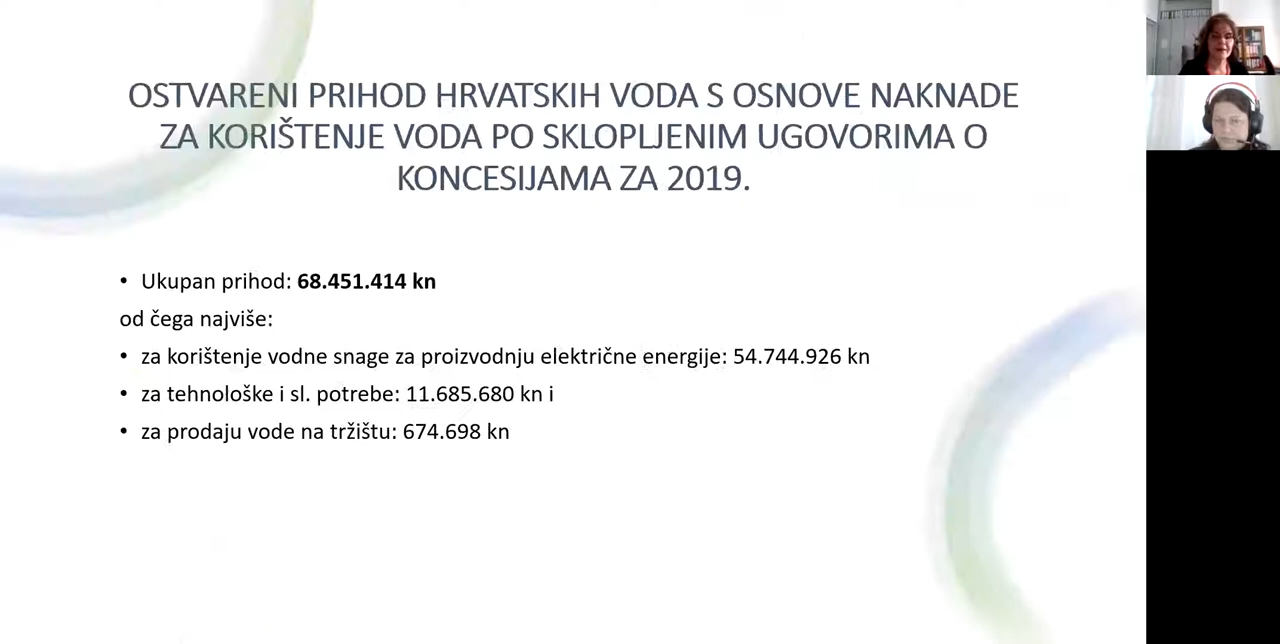 OSTVARENI PRIHOD HRVATSKIH VODA S OSNOVE NAKNADE
ZA KORIŠTENJE VODA PO SKLOPLJENIM UGOVORIMA O
KONCESIJAMA ZA 2019.
• Ukupan prihod: 68.451.414 kn
od čega najviše:
• za korištenje vodne snage za proizvodnju električne energije: 54.744.926 kn
• za tehnološke i sl. potrebe: 11.685.680 kn i
• za prodaju vode na tržištu: 674.698 kn